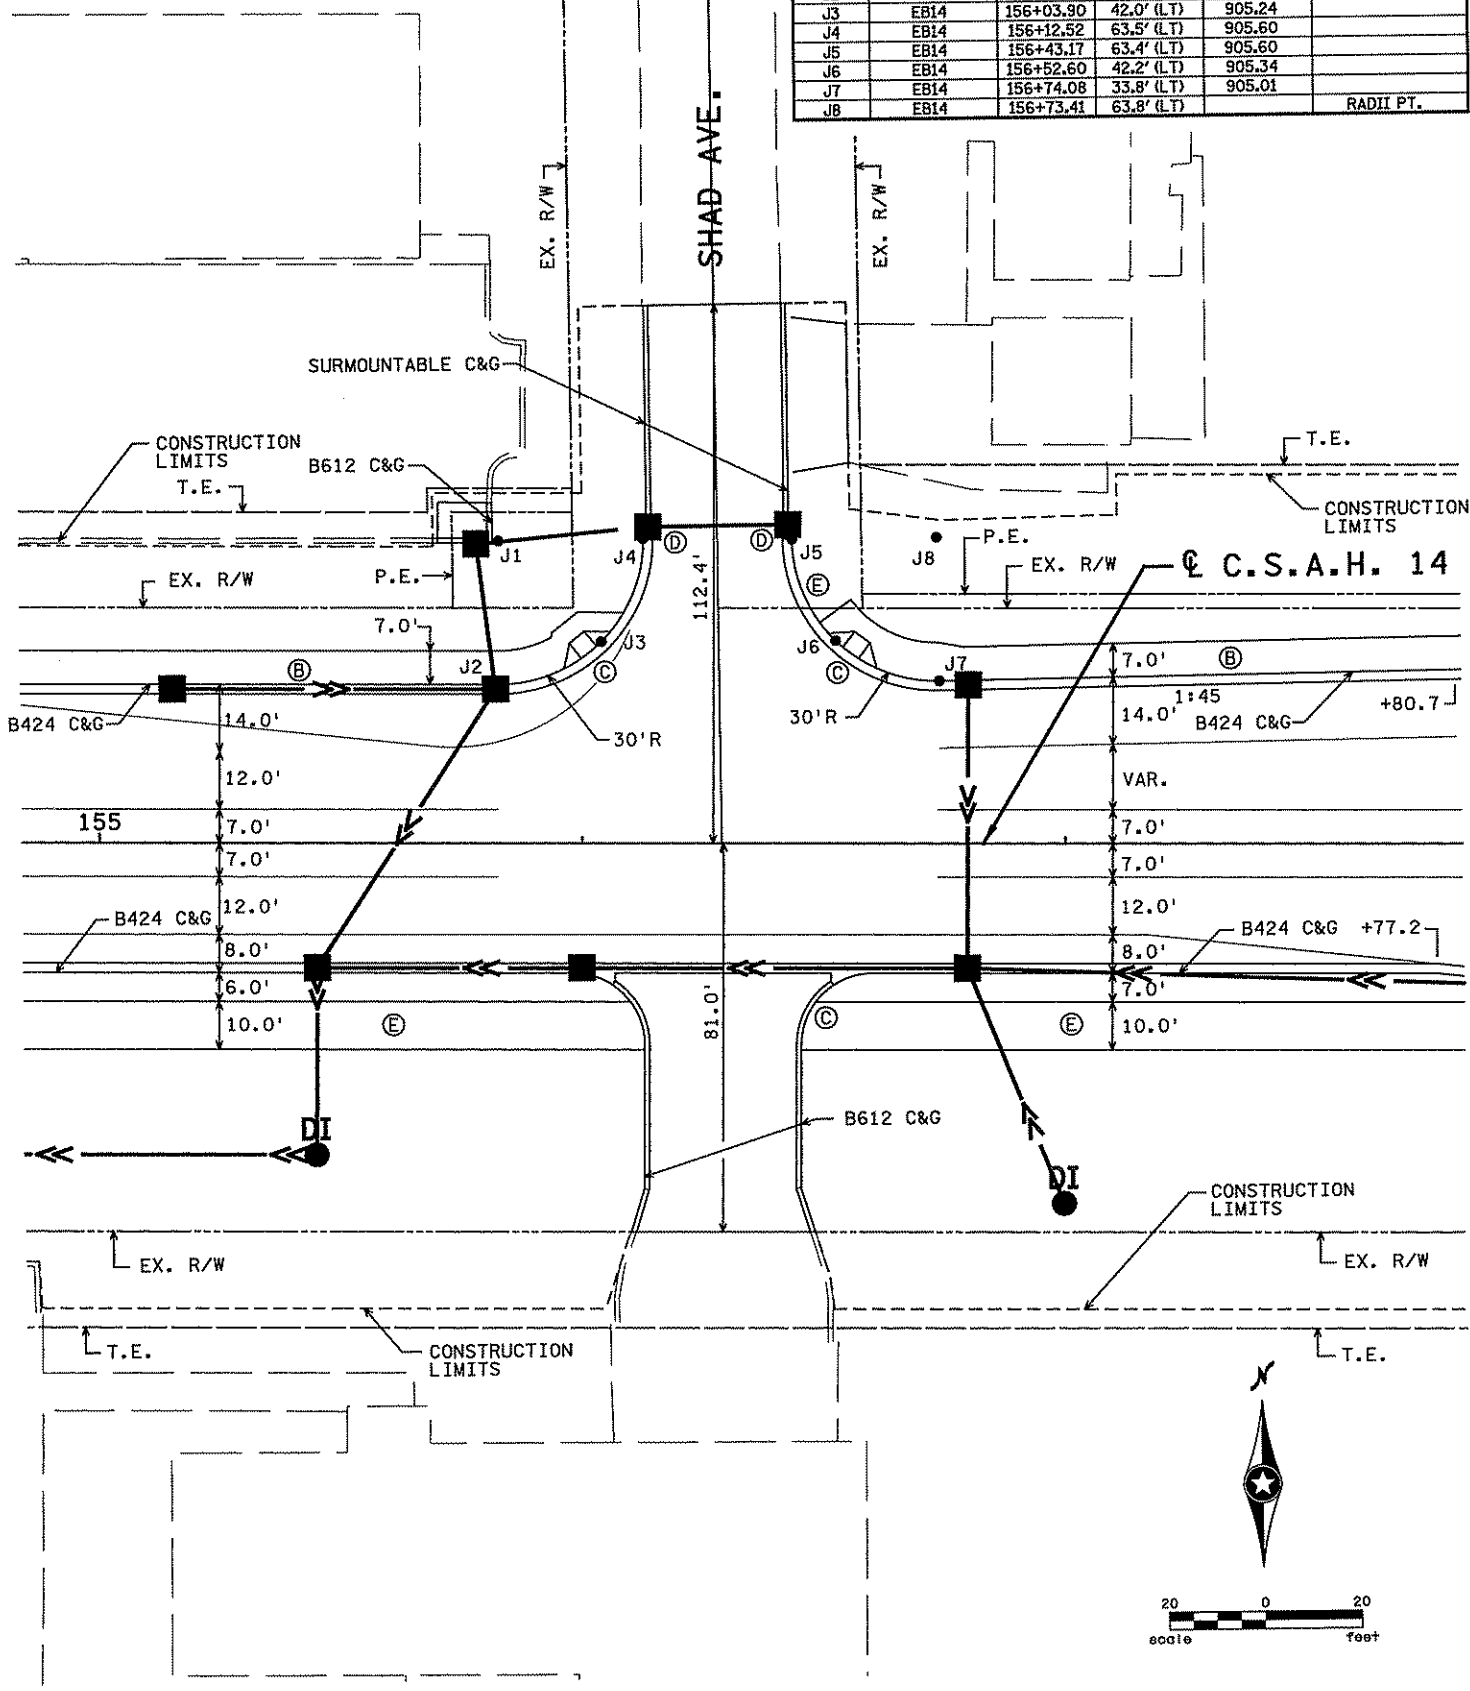 J3 EB14 156+03.90 42.0' (LT) 905.24
J4 EB14 156+12.52 63.5' (LT) 905.60
J5 EB14 156+43.17 63.4' (LT) 905.60
J6 EB14 156+52.60 42.2' (LT) 905.34
J7 EB14 156+74.08 33.8' (LT) 905.01
J8 EB14 156+73.41 63.8' (LT) RADII PT.
SHAD AVE.
EX. R/W
EX. R/W
SURMOUNTABLE C&G
CONSTRUCTION
LIMITS
B612 C&G
T.E.
T.E.
CONSTRUCTION
LIMITS
J1
J4
D
D
J5
J8
P.E.
EX. R/W
P.E.
EX. R/W
℄ C.S.A.H. 14
E
112.4'
7.0'
J3
J6
J2
J7
B
C
C
7.0'
B
B424 C&G
14.0'
30'R
30'R
14.0'
1:45
B424 C&G
+80.7
12.0'
VAR.
155
7.0'
7.0'
7.0'
7.0'
12.0'
12.0'
B424 C&G
B424 C&G
+77.2
8.0'
8.0'
6.0'
7.0'
10.0'
E
81.0'
C
E
10.0'
DI
B612 C&G
DI
CONSTRUCTION
LIMITS
EX. R/W
EX. R/W
T.E.
CONSTRUCTION
LIMITS
T.E.
N
20 0 20
scale feet